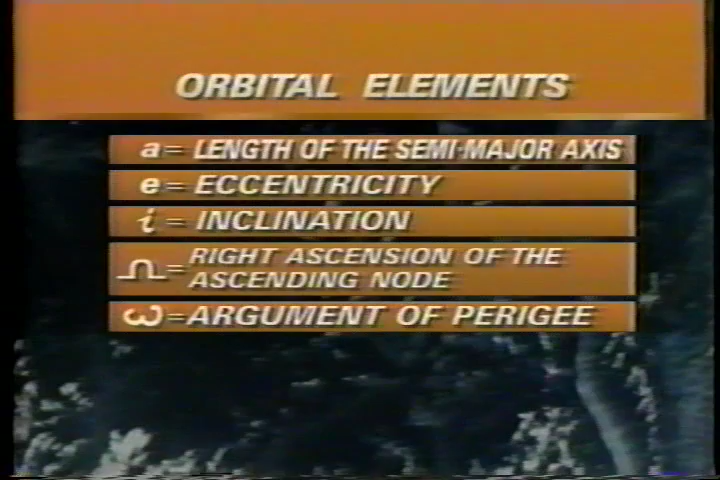 ORBITAL ELEMENTS
a = LENGTH OF THE SEMI-MAJOR AXIS
e = ECCENTRICITY
i = INCLINATION
Ω = RIGHT ASCENSION OF THE
ASCENDING NODE
ω = ARGUMENT OF PERIGEE